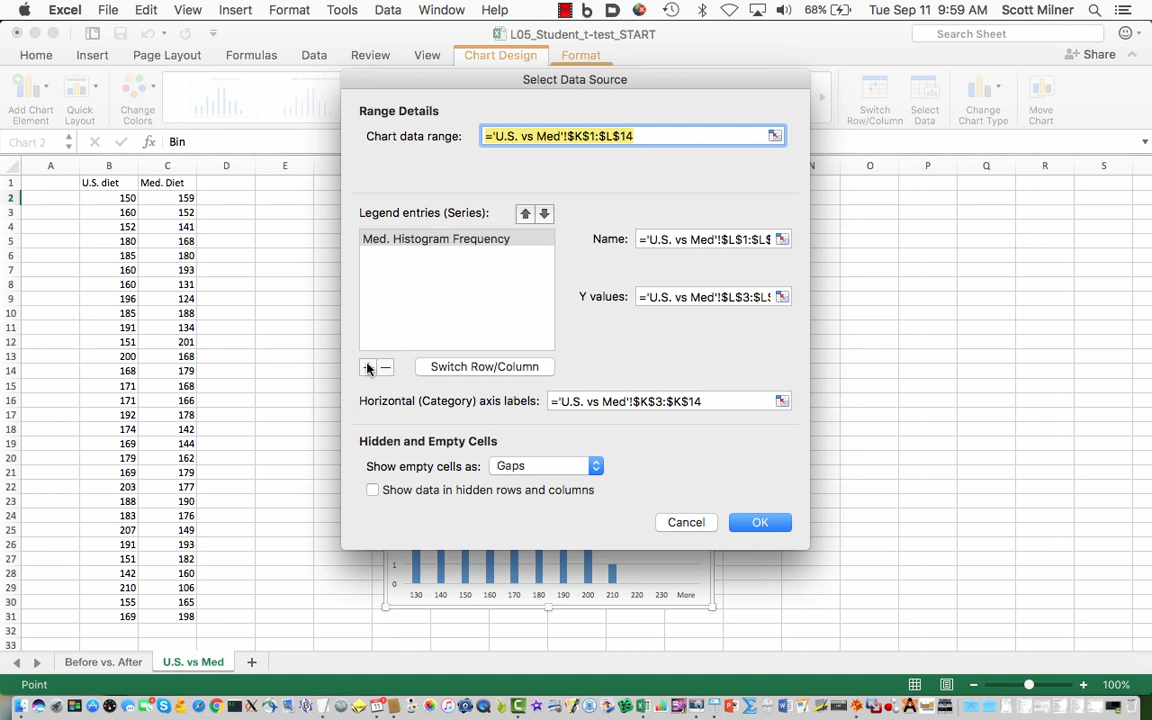 Excel File Edit View Insert Format Tools Data Window Help 68% Tue Sep 11 9:59 AM Scott Milner
L05_Student_t-test_START Search Sheet
Home Insert Page Layout Formulas Data Review View Chart Design Format Share
Add Chart Element Quick Layout Change Colors Switch Row/Column Select Data Change Chart Type Move Chart
Chart 2 fx Bin
Select Data Source
Range Details
Chart data range: ='U.S. vs Med'!$K$1:$L$14
Legend entries (Series):
Med. Histogram Frequency
Name: ='U.S. vs Med'!$L$1:$L$
Y values: ='U.S. vs Med'!$L$3:$L$
Switch Row/Column
Horizontal (Category) axis labels: ='U.S. vs Med'!$K$3:$K$14
Hidden and Empty Cells
Show empty cells as: Gaps
Show data in hidden rows and columns
Cancel OK
A B C D E N O P Q R S
1 U.S. diet Med. Diet
2 150 159
3 160 152
4 152 141
5 180 168
6 185 180
7 160 193
8 160 131
9 196 124
10 185 188
11 191 134
12 151 201
13 200 168
14 168 179
15 171 168
16 171 166
17 192 178
18 174 142
19 169 144
20 179 162
21 169 179
22 203 177
23 188 190
24 183 176
25 207 149
26 191 193
27 151 182
28 142 160
29 210 106
30 155 165
31 169 198
32
33
1
0
130 140 150 160 170 180 190 200 210 220 230 More
Before vs. After U.S. vs Med
Point 100%